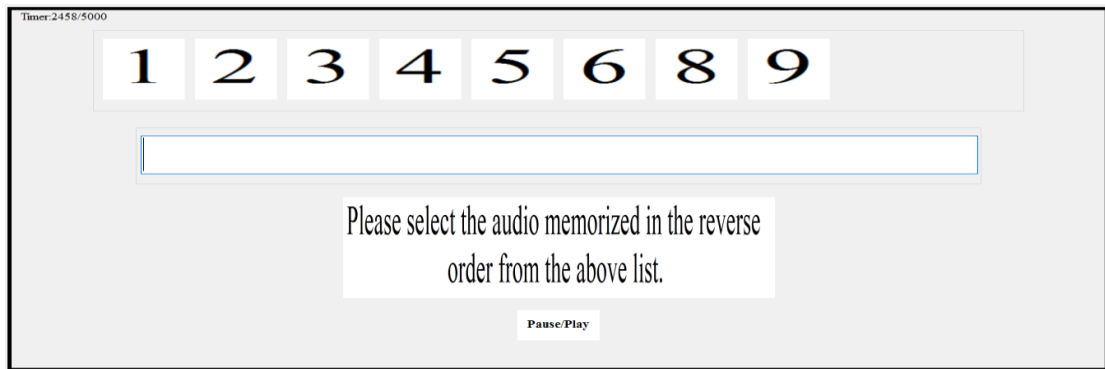 Timer:2458/5000
1 2 3 4 5 6 8 9
Please select the audio memorized in the reverse
order from the above list.
Pause/Play